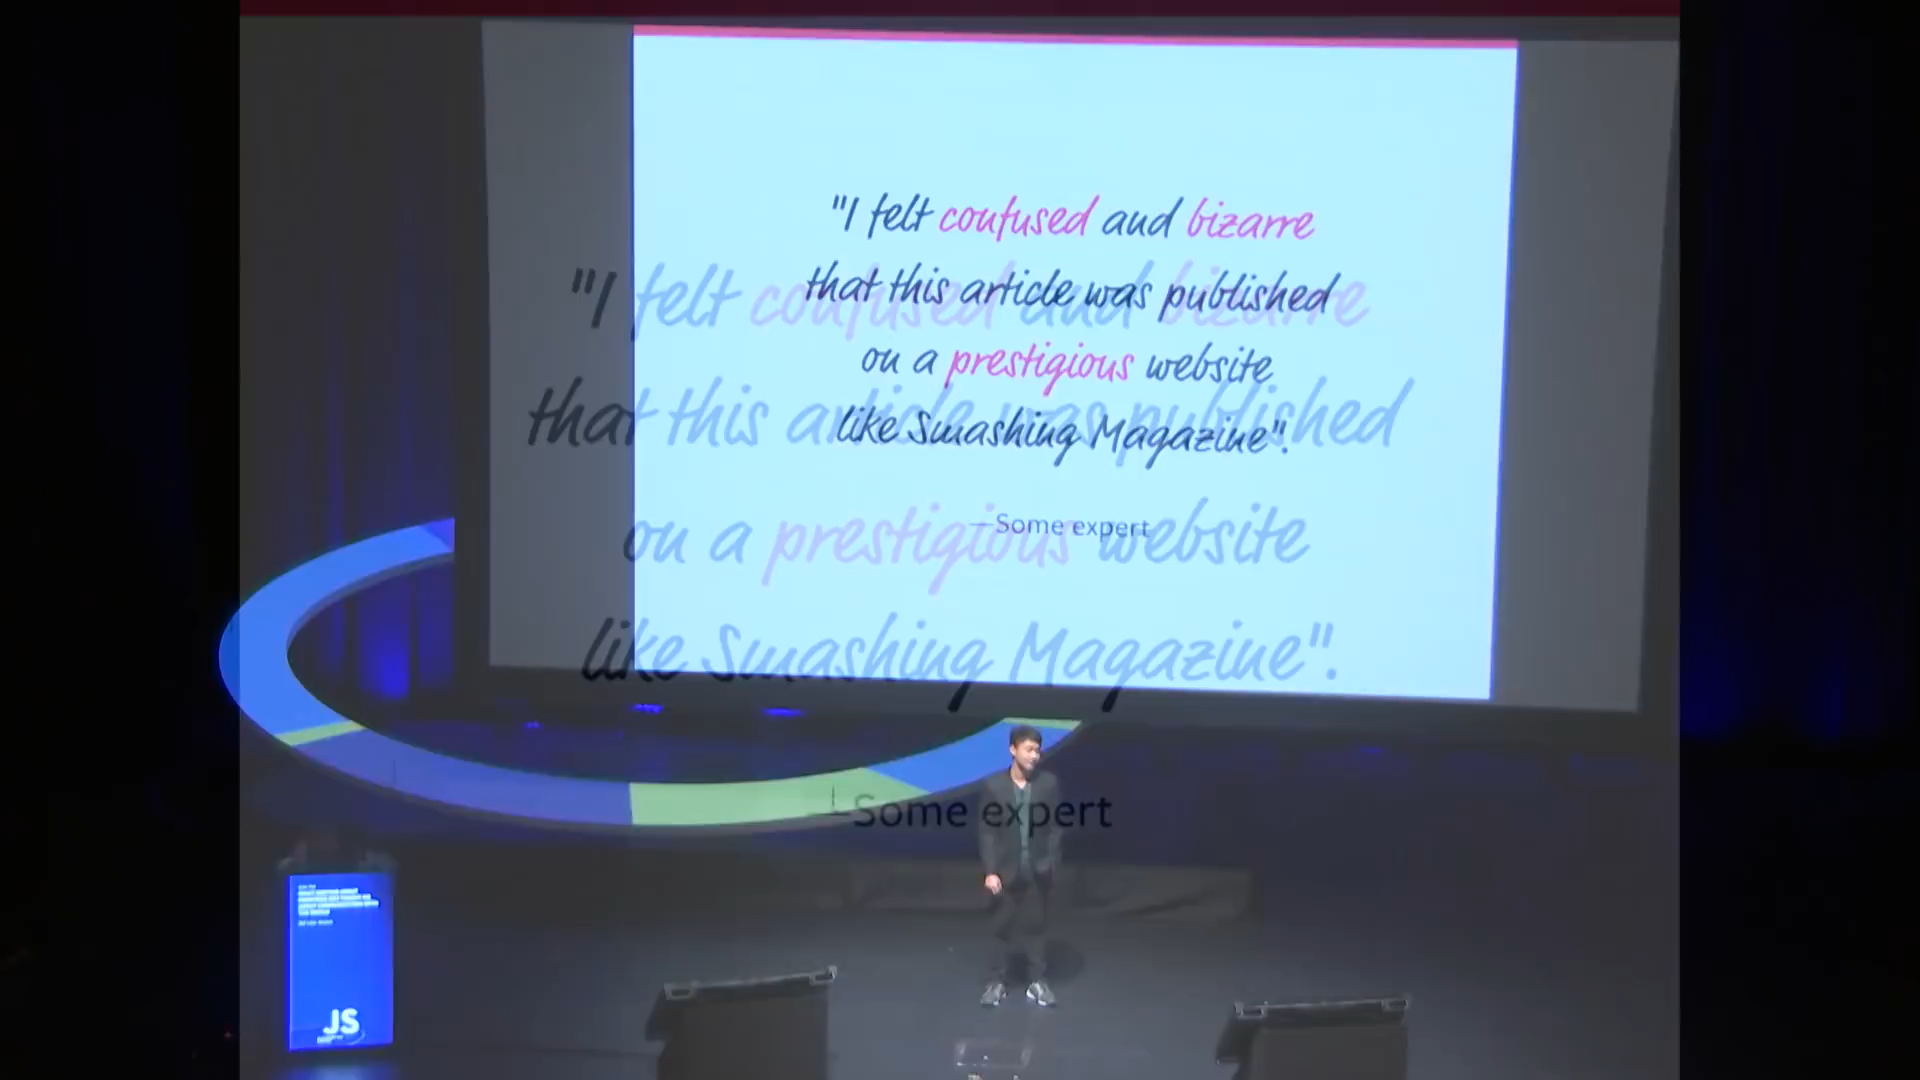 "I felt confused and bizarre
that this article was published
on a prestigious website
like Smashing Magazine".
—Some expert
"I felt confused and bizarre
that this article was published
on a prestigious website
like Smashing Magazine".
—Some expert
JS